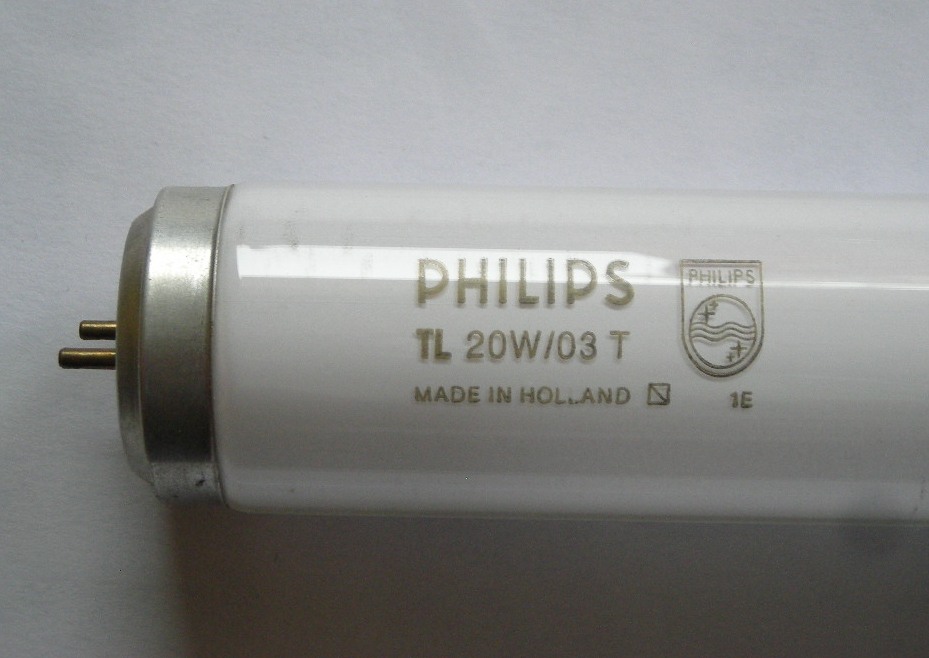 PHILIPS
TL 20W/03 T
MADE IN HOLLAND
PHILIPS
1E